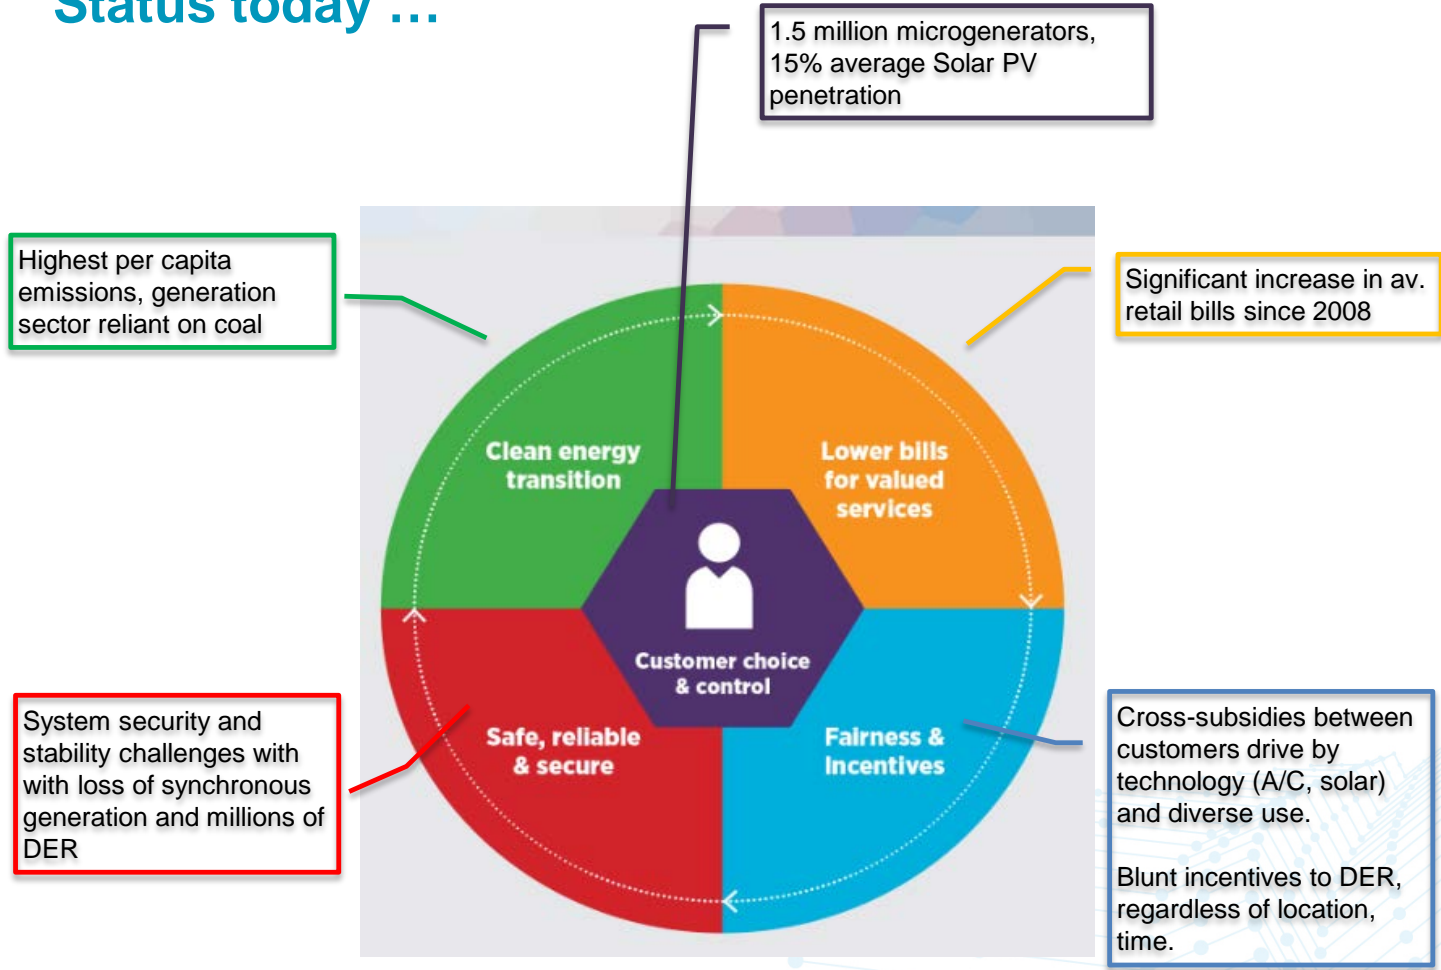 Status today ...
1.5 million microgenerators,
15% average Solar PV
penetration
Highest per capita
emissions, generation
sector reliant on coal
Significant increase in av.
retail bills since 2008
Clean energy
transition
Lower bills
for valued
services
Customer choice
& control
Safe, reliable
& secure
Fairness &
Incentives
System security and
stability challenges with
with loss of synchronous
generation and millions of
DER
Cross-subsidies between
customers drive by
technology (A/C, solar)
and diverse use.
Blunt incentives to DER,
regardless of location,
time.